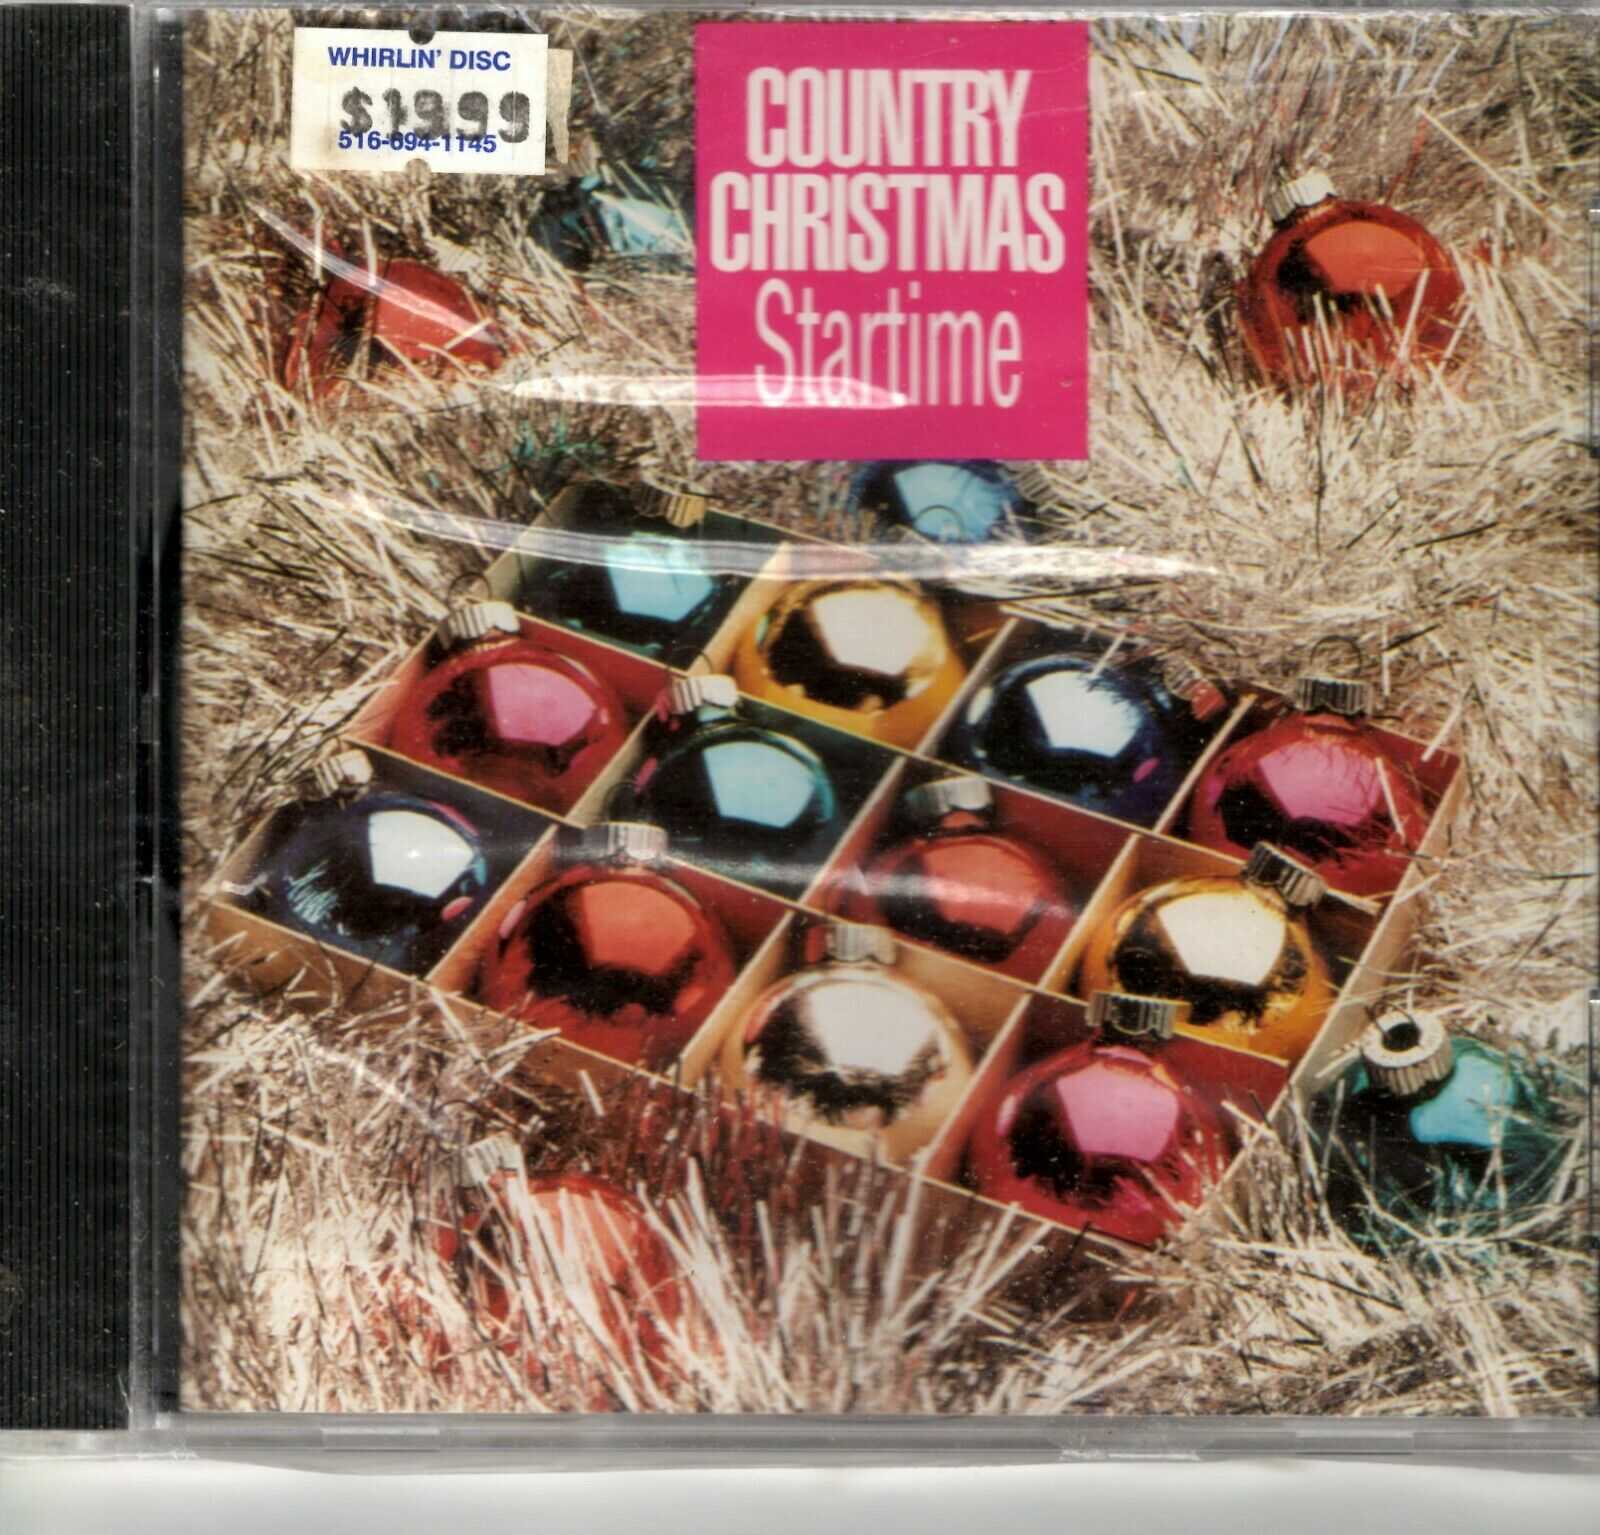 WHIRLIN' DISC
$19.99
516-694-1145
COUNTRY
CHRISTMAS
Startime